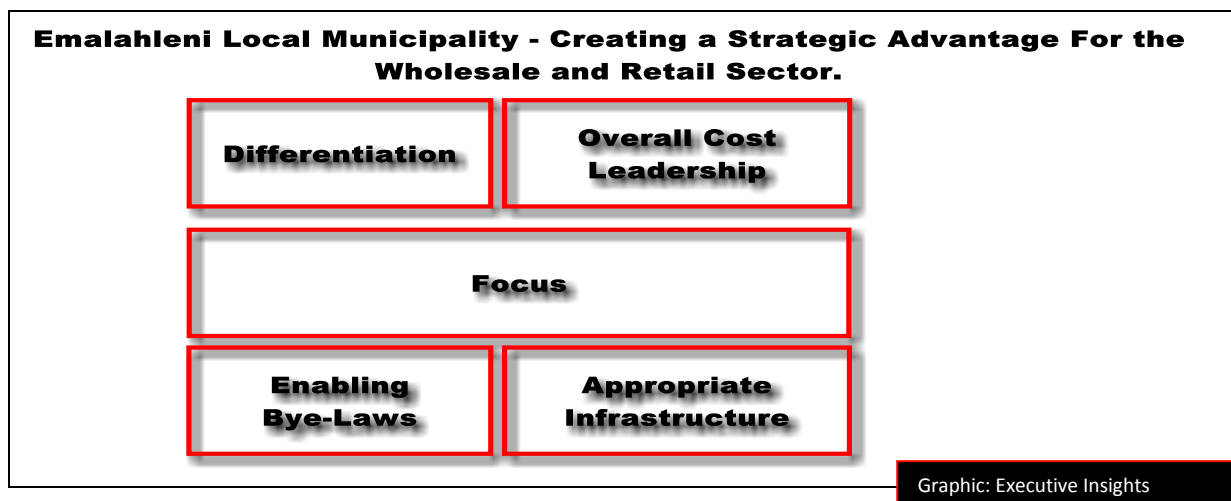 Emalahleni Local Municipality - Creating a Strategic Advantage For the
Wholesale and Retail Sector.
Differentiation
Overall Cost
Leadership
Focus
Enabling
Bye-Laws
Appropriate
Infrastructure
Graphic: Executive Insights